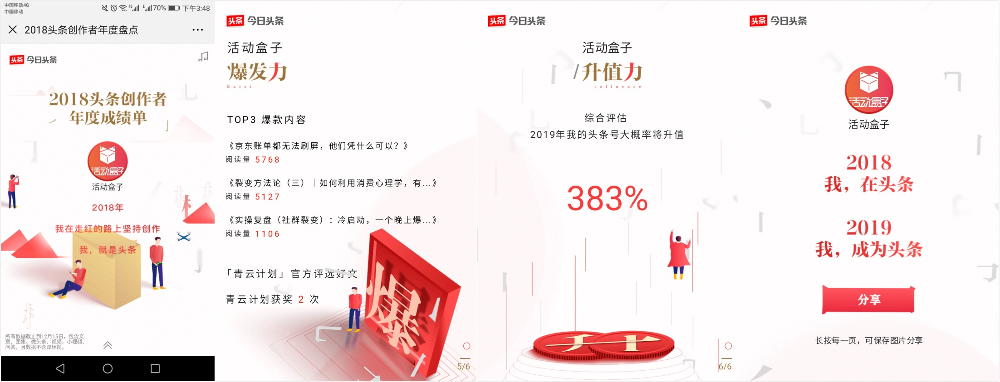 中国移动4G
中国移动
4G
E
70%
下午3:48
2018头条创作者年度盘点
头条 今日头条
2018头条创作者
年度成绩单
活动盒子
活动盒子
2018年
我在走红的路上坚持创作
我，就是头条
所有数据截止到12月15日，包含文
章、图集、微头条、视频、小视频、
问答，且数据不含双标题。
头条 今日头条
活动盒子
爆发力
Burst
TOP3 爆款内容
《京东账单都无法刷屏，他们凭什么可以？》
阅读量 5768
《裂变方法论（三）｜如何利用消费心理学，有...》
阅读量 5127
《实操复盘（社群裂变）：冷启动，一个晚上爆...》
阅读量 1106
「青云计划」官方评选好文
青云计划获奖 2 次
爆
5/6
头条 今日头条
活动盒子
/升值力
influence
综合评估
2019年我的头条号大概率将升值
383%
升 值
6/6
头条 今日头条
活动盒子
活动盒子
2018
我，在头条
2019
我，成为头条
分享
长按每一页，可保存图片分享